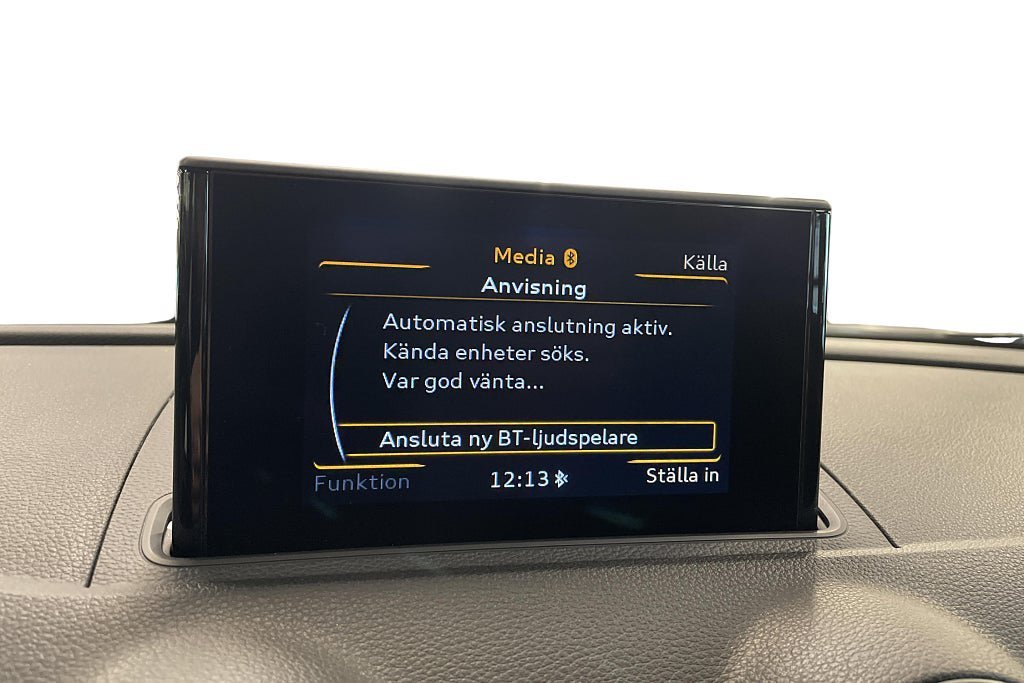 Media
Källa
Anvisning
Automatisk anslutning aktiv.
Kända enheter söks.
Var god vänta...
Ansluta ny BT-ljudspelare
Funktion
12:13
Ställa in